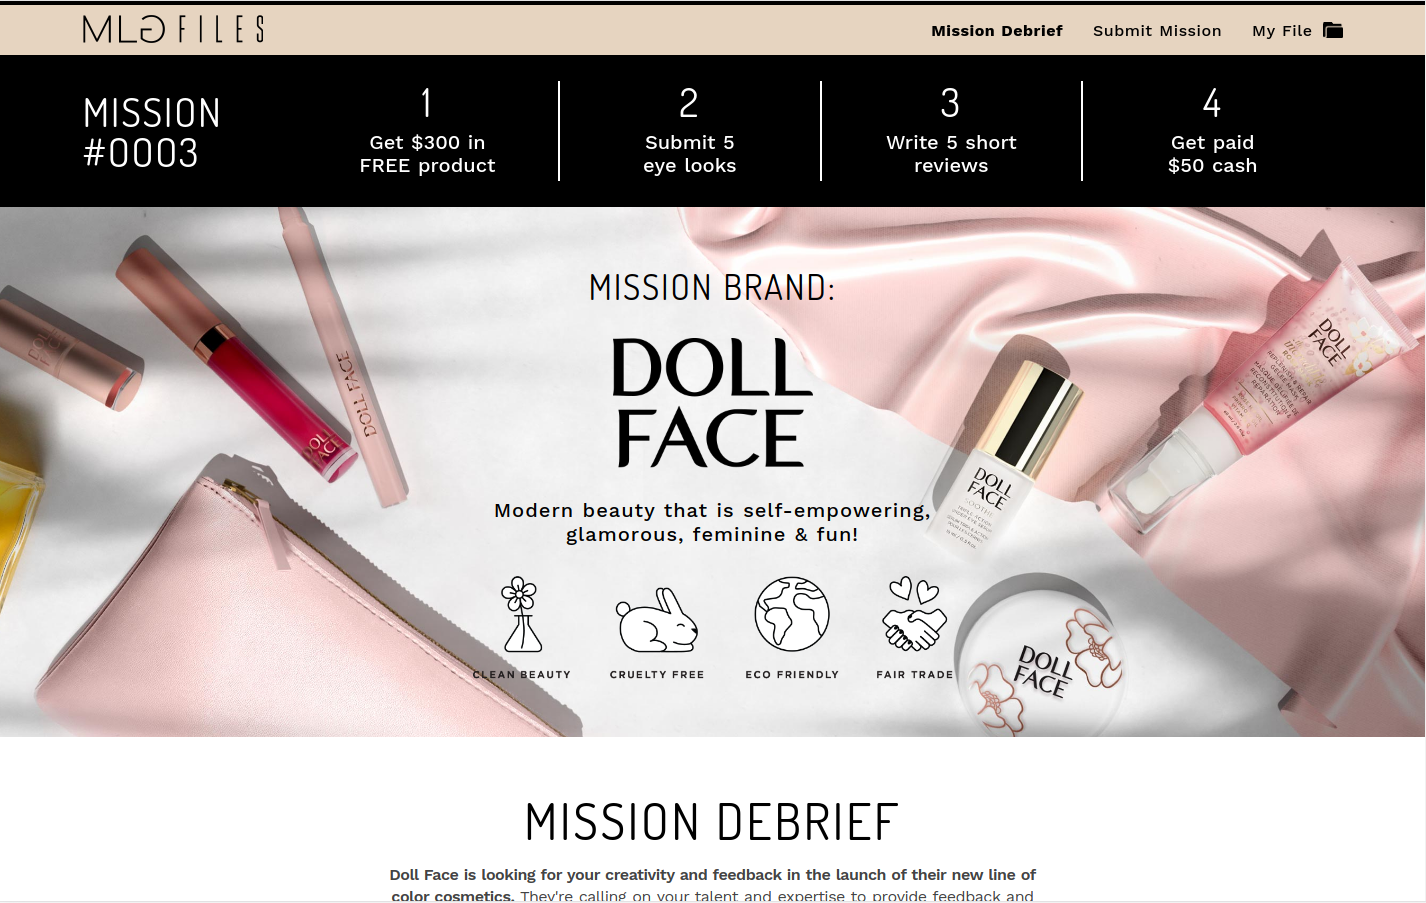 MLG FILES
Mission Debrief
Submit Mission
My File
MISSION
#0003
1
Get $300 in
FREE product
2
Submit 5
eye looks
3
Write 5 short
reviews
4
Get paid
$50 cash
MISSION BRAND:
DOLL
FACE
Modern beauty that is self-empowering,
glamorous, feminine & fun!
CLEAN BEAUTY
CRUELTY FREE
ECO FRIENDLY
FAIR TRADE
DOLL FACE
DOLL
FACE
DOLL
FACE
SOOTHE
DOLL
FACE
REPLENISH & REPAIR
GELÉE MASK
DOLL
FACE
MISSION DEBRIEF
Doll Face is looking for your creativity and feedback in the launch of their new line of
color cosmetics. They're calling on your talent and expertise to provide feedback and